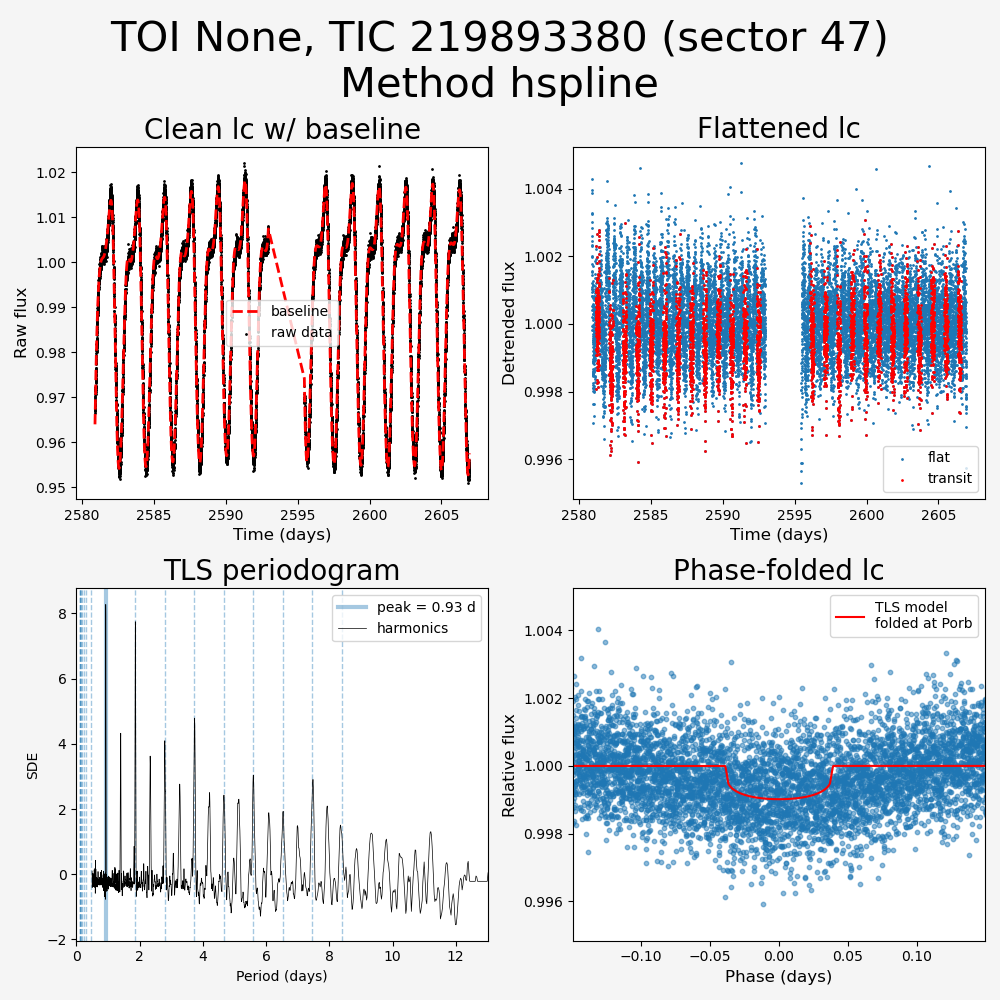 TOI None, TIC 219893380 (sector 47)
Method hspline
Clean lc w/ baseline
Raw flux
1.02
1.01
1.00
0.99
0.98
0.97
0.96
0.95
baseline
raw data
2580
2585
2590
2595
2600
2605
Time (days)
Flattened lc
Detrended flux
1.004
1.002
1.000
0.998
0.996
flat
transit
2580
2585
2590
2595
2600
2605
Time (days)
TLS periodogram
SDE
8
6
4
2
0
−2
peak = 0.93 d
harmonics
0
2
4
6
8
10
12
Period (days)
Phase-folded lc
Relative flux
1.004
1.002
1.000
0.998
0.996
TLS model
folded at Porb
−0.10
−0.05
0.00
0.05
0.10
Phase (days)